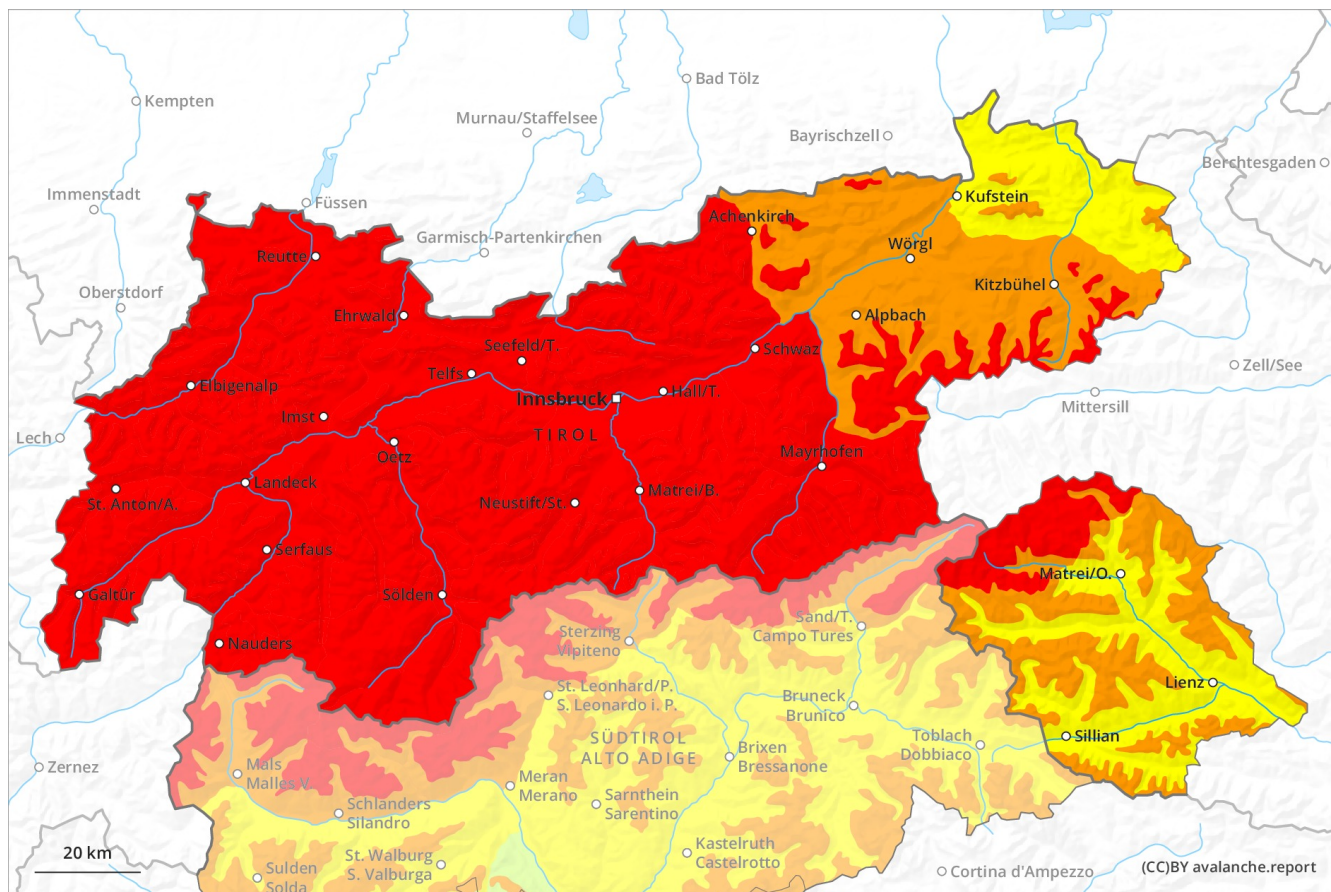 Bad Tölz
Kempten
Murnau/Staffelsee
Bayrischzell
Berchtesgaden
Immenstadt
Füssen
Kufstein
Achenkirch
Garmisch-Partenkirchen
Wörgl
Reutte
Kitzbühel
Oberstdorf
Ehrwald
Alpbach
Seefeld/T.
Schwaz
Zell/See
Telfs
Elbigenalp
Hall/T.
Innsbruck
Mittersill
Imst
TIROL
Lech
Oetz
Mayrhofen
Landeck
Matrei/B.
St. Anton/A.
Neustift/St.
Serfaus
Matrei/O.
Galtür
Sölden
Sand/T.
Campo Tures
Sterzing
Vipiteno
Nauders
Lienz
St. Leonhard/P.
S. Leonardo i. P.
Bruneck
Brunico
SÜDTIROL
ALTO ADIGE
Toblach
Dobbiaco
Sillian
Brixen
Bressanone
Zernez
Mals
Malles V.
Meran
Merano
Sarnthein
Sarentino
Schlanders
Silandro
Kastelruth
Castelrotto
20 km
St. Walburg
S. Valburga
Sulden
Solda
Cortina d'Ampezzo
(CC)BY avalanche.report